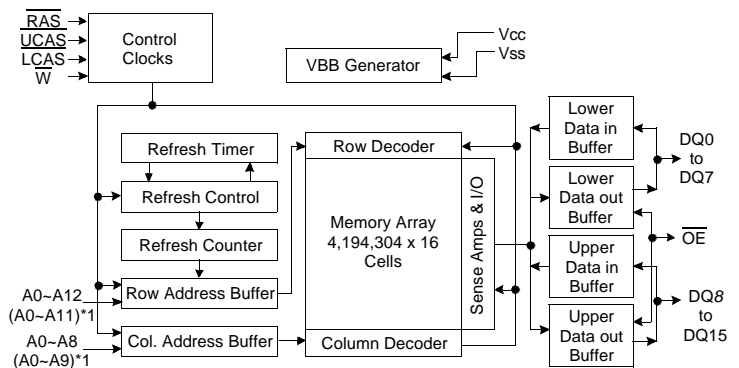 RAS
UCAS
LCAS
W
Control
Clocks
VBB Generator
Vcc
Vss
Refresh Timer
Refresh Control
Refresh Counter
Row Address Buffer
Col. Address Buffer
A0~A12
(A0~A11)*1
A0~A8
(A0~A9)*1
Row Decoder
Memory Array
4,194,304 x 16
Cells
Column Decoder
Sense Amps & I/O
Lower
Data in
Buffer
Lower
Data out
Buffer
Upper
Data in
Buffer
Upper
Data out
Buffer
DQ0
to
DQ7
OE
DQ8
to
DQ15